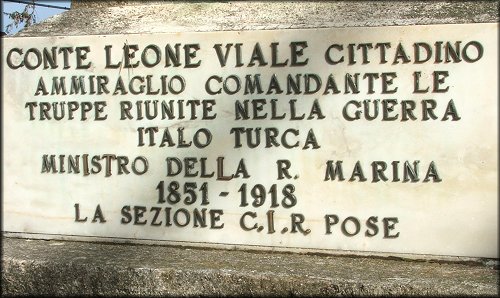 CONTE LEONE VIALE CITTADINO
AMMIRAGLIO COMANDANTE LE
TRUPPE RIUNITE NELLA GUERRA
ITALO TURCA
MINISTRO DELLA R. MARINA
1851 - 1918
LA SEZIONE C.I.R. POSE